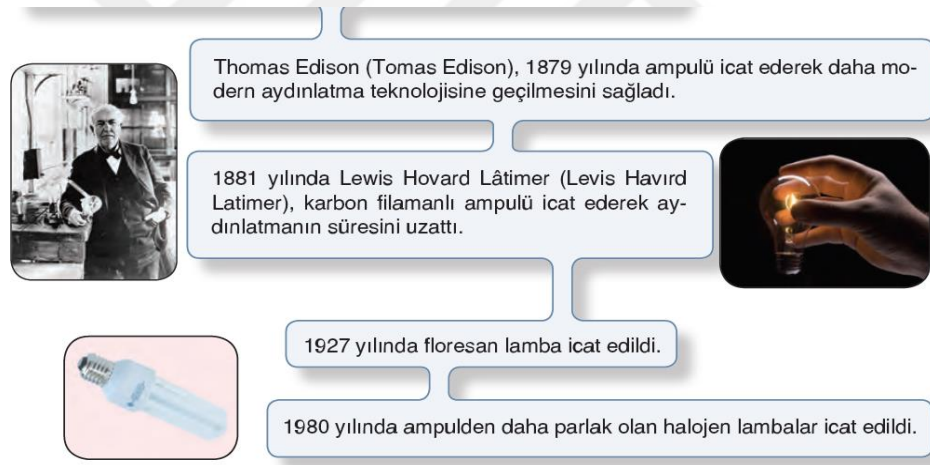 Thomas Edison (Tomas Edison), 1879 yılında ampulü icat ederek daha mo-
dern aydınlatma teknolojisine geçilmesini sağladı.
1881 yılında Lewis Hovard Lâtimer (Levis Havırd
Latimer), karbon filamanlı ampulü icat ederek ay-
dınlatmanın süresini uzattı.
1927 yılında floresan lamba icat edildi.
1980 yılında ampulden daha parlak olan halojen lambalar icat edildi.